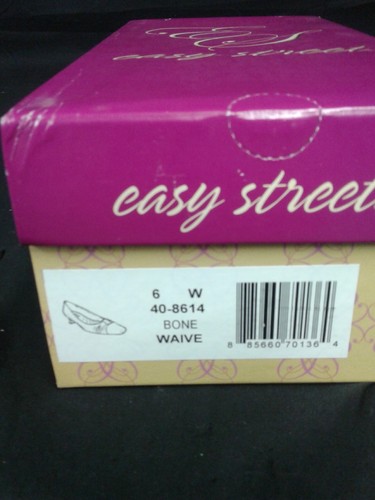 easy street
easy street
6 W
40-8614
BONE
WAIVE
8 85660 70136 4